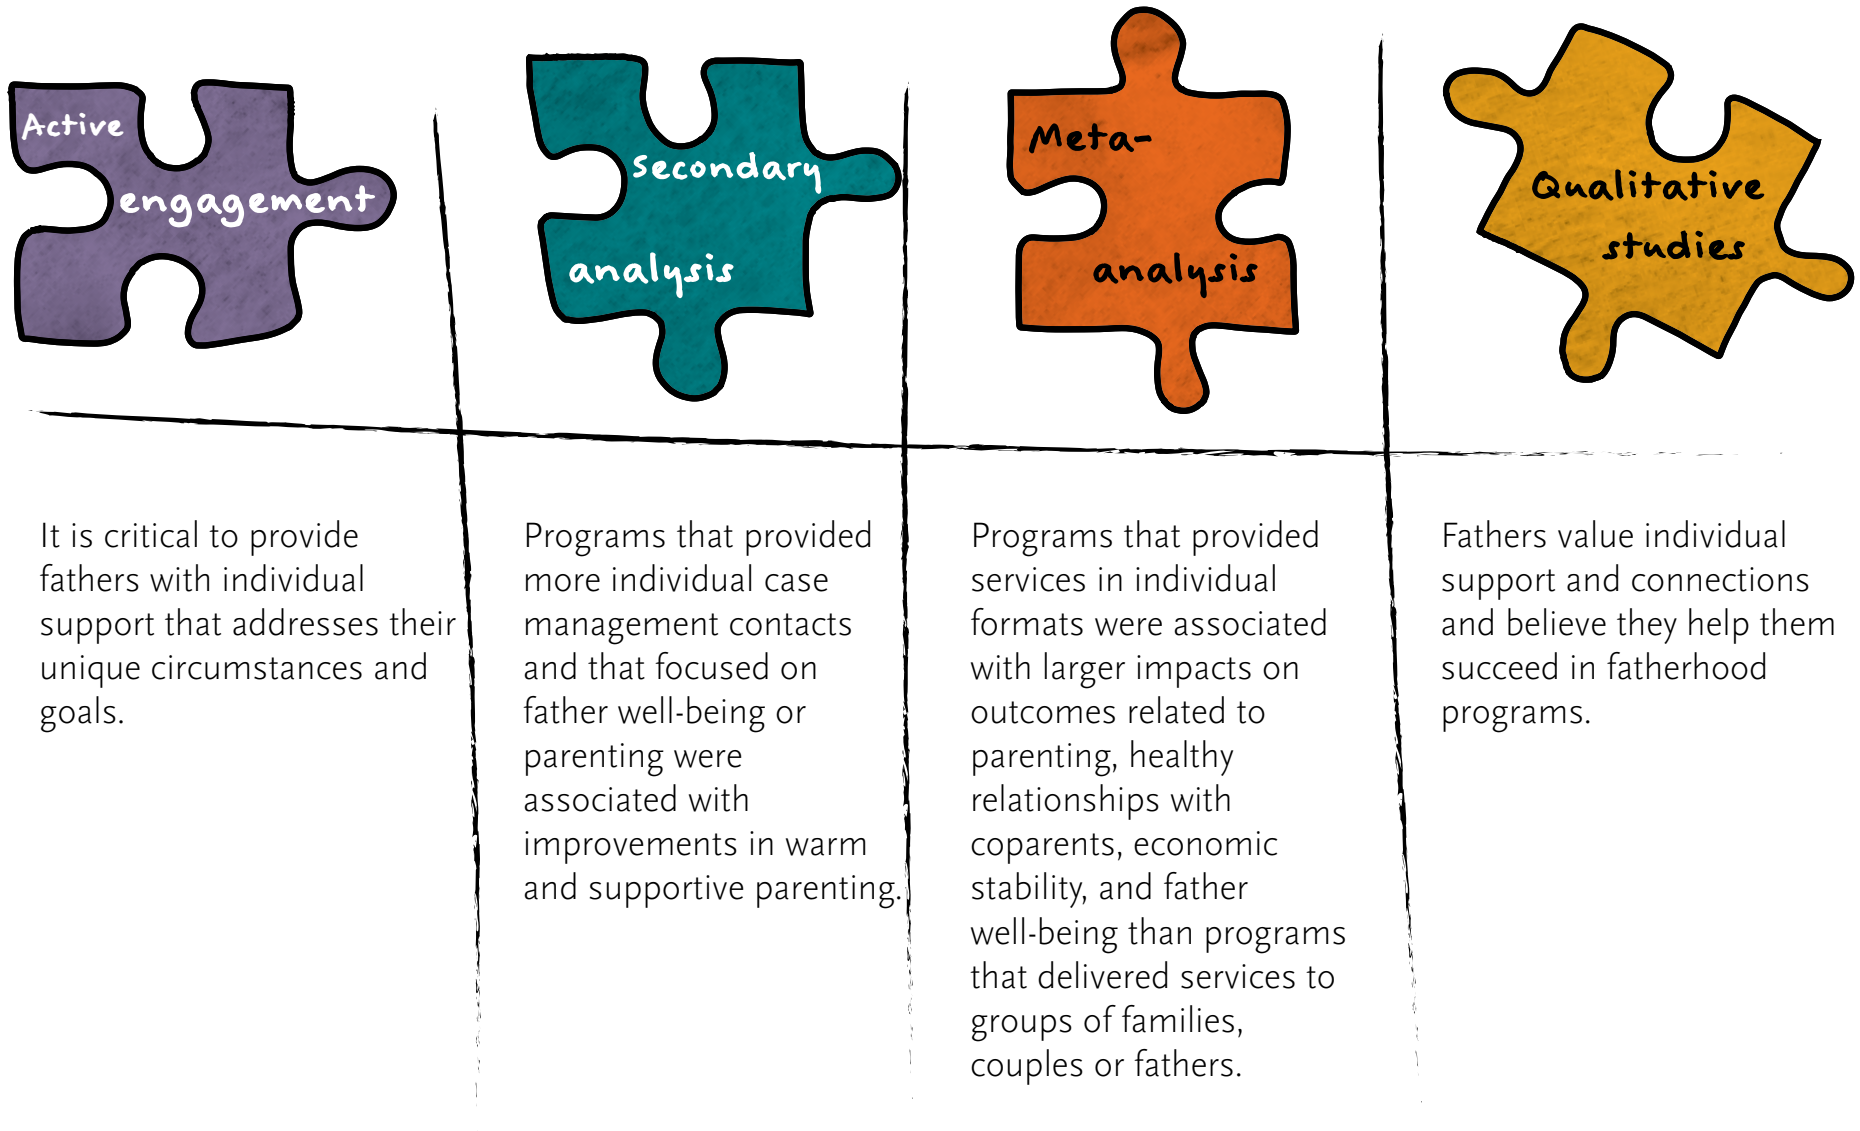 Active
engagement
Secondary
analysis
Meta-
analysis
Qualitative
studies
It is critical to provide
fathers with individual
support that addresses their
unique circumstances and
goals.
Programs that provided
more individual case
management contacts
and that focused on
father well-being or
parenting were
associated with
improvements in warm
and supportive parenting.
Programs that provided
services in individual
formats were associated
with larger impacts on
outcomes related to
parenting, healthy
relationships with
coparents, economic
stability, and father
well-being than programs
that delivered services to
groups of families,
couples or fathers.
Fathers value individual
support and connections
and believe they help them
succeed in fatherhood
programs.